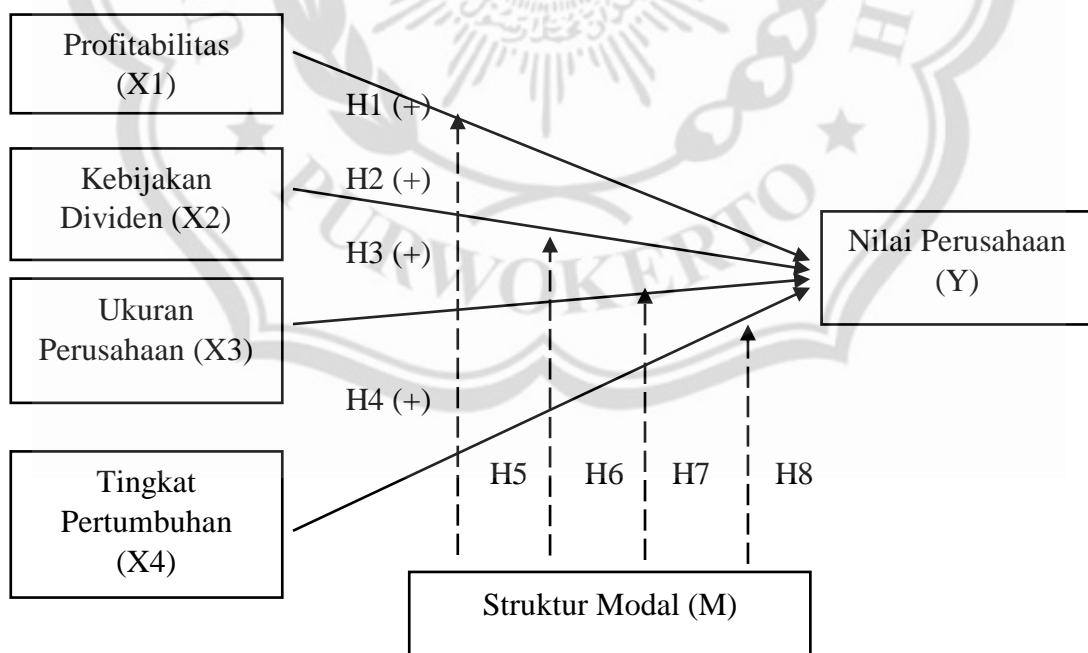 Profitabilitas
(X1)
H1 (+)
Kebijakan
Dividen (X2)
H2 (+)
H3 (+)
Nilai Perusahaan
(Y)
Ukuran
Perusahaan (X3)
H4 (+)
Tingkat
Pertumbuhan
(X4)
H5
H6
H7
H8
Struktur Modal (M)
PURWOKERTO